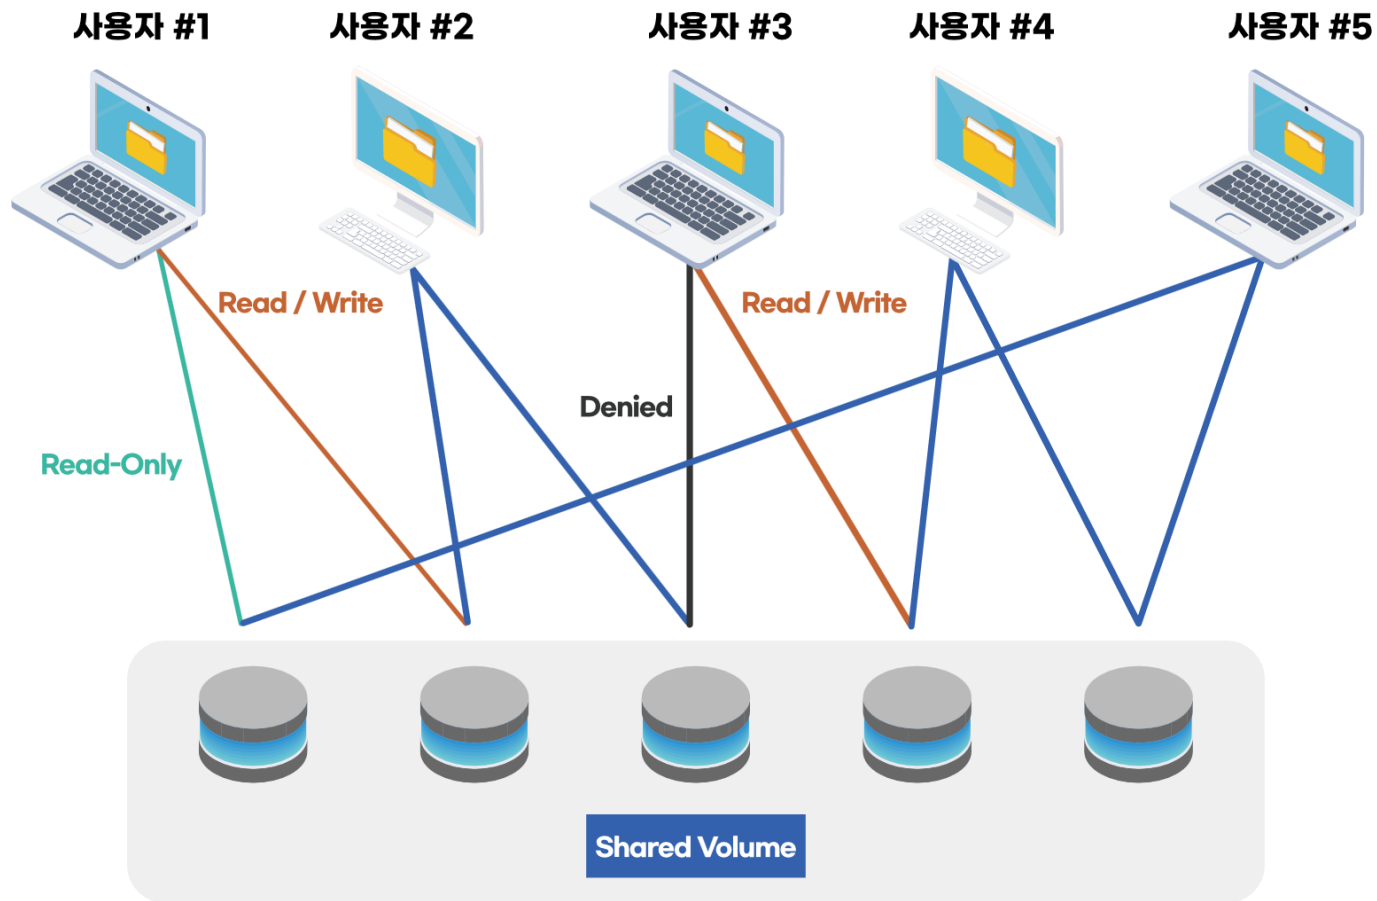 사용자 #1
사용자 #2
사용자 #3
사용자 #4
사용자 #5
Read / Write
Read / Write
Denied
Read-Only
Shared Volume